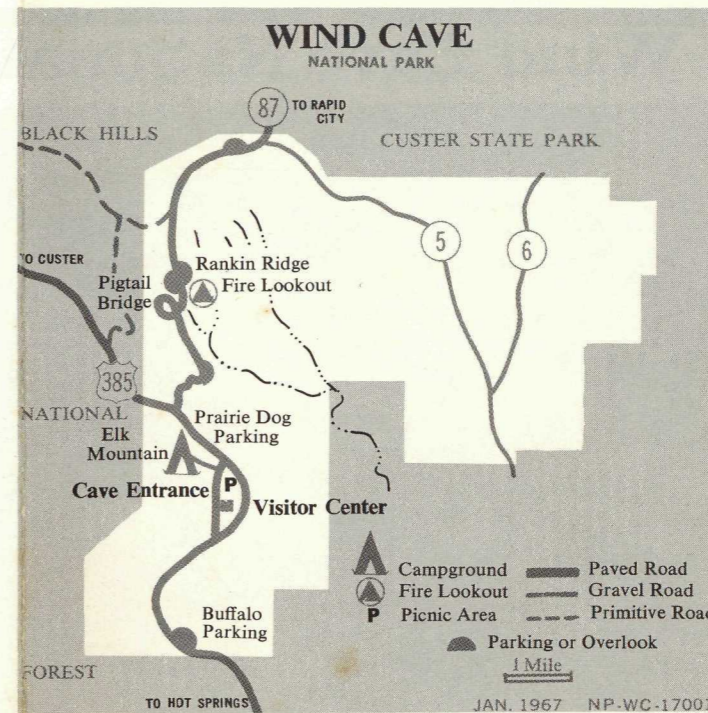 WIND CAVE
NATIONAL PARK
87
TO RAPID
CITY
BLACK HILLS
CUSTER STATE PARK
5
6
TO CUSTER
Rankin Ridge
Fire Lookout
Pigtail
Bridge
385
NATIONAL
Prairie Dog
Parking
Elk
Mountain
Cave Entrance
P
Visitor Center
Campground
Paved Road
Fire Lookout
Gravel Road
P
Picnic Area
Primitive Road
Buffalo
Parking
Parking or Overlook
1 Mile
FOREST
TO HOT SPRINGS
JAN. 1967